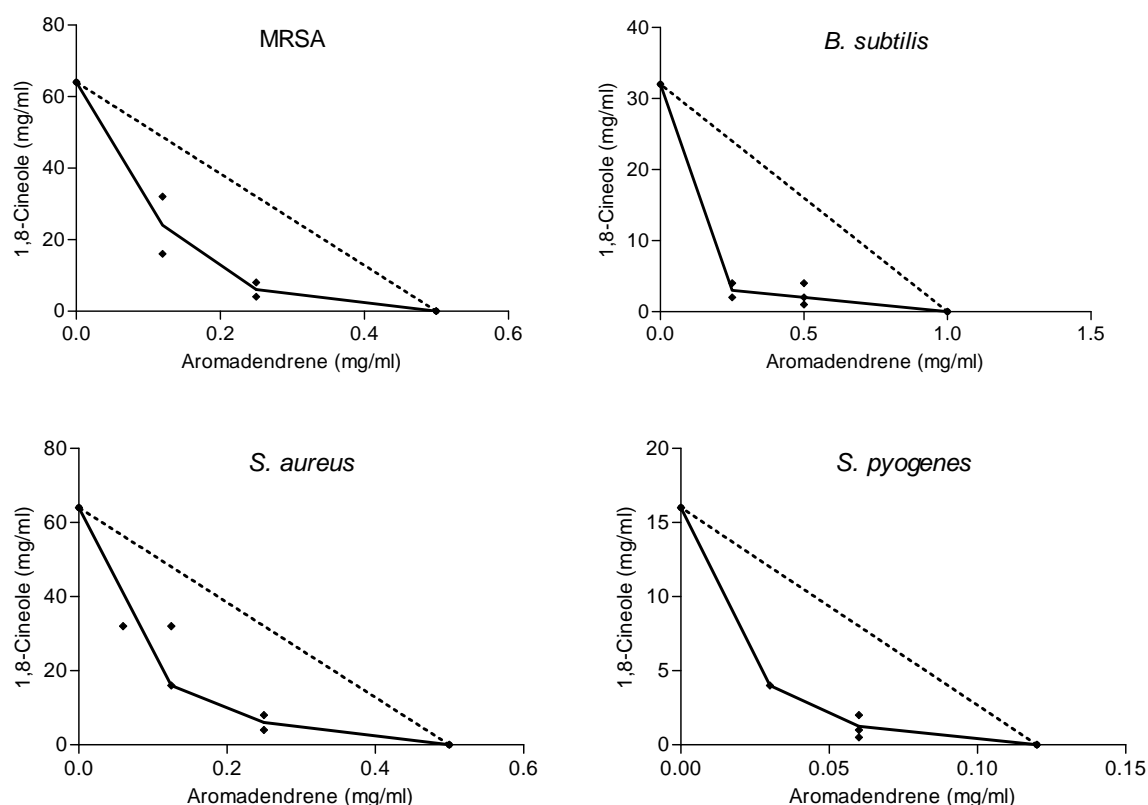 MRSA
80
60
40
20
0
1,8-Cineole (mg/ml)
0.0 0.2 0.4 0.6
Aromadendrene (mg/ml)
B. subtilis
40
30
20
10
0
1,8-Cineole (mg/ml)
0.0 0.5 1.0 1.5
Aromadendrene (mg/ml)
S. aureus
80
60
40
20
0
1,8-Cineole (mg/ml)
0.0 0.2 0.4 0.6
Aromadendrene (mg/ml)
S. pyogenes
20
15
10
5
0
1,8-Cineole (mg/ml)
0.00 0.05 0.10 0.15
Aromadendrene (mg/ml)